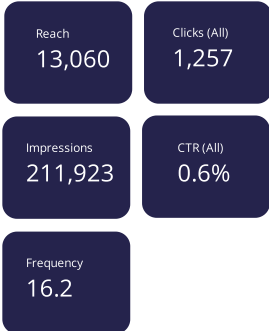 Reach
13,060
Clicks (All)
1,257
Impressions
211,923
CTR (All)
0.6%
Frequency
16.2